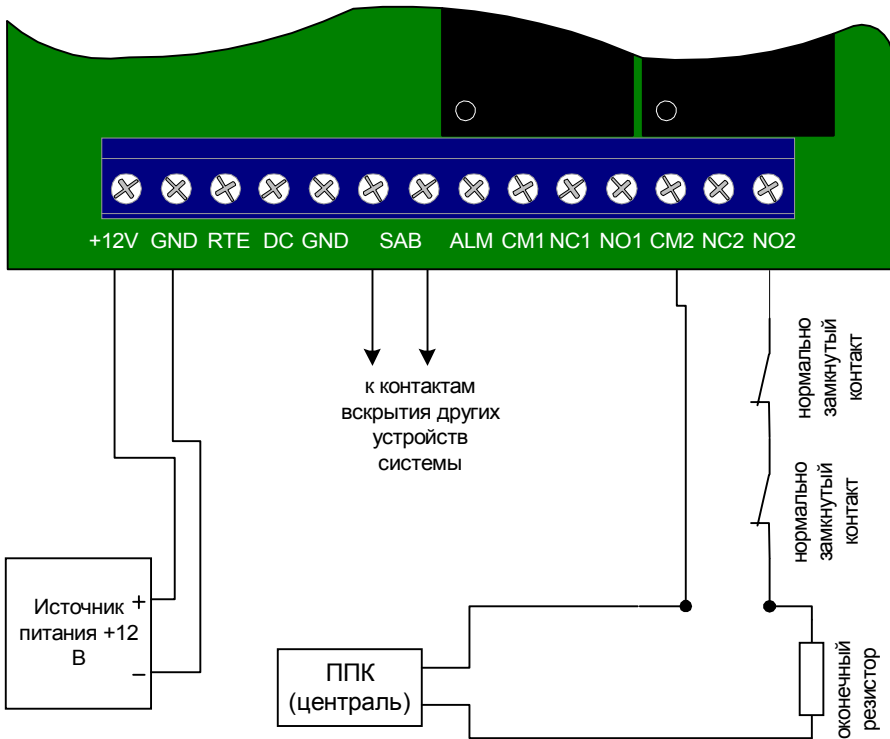 +12V GND RTE DC GND SAB ALM CM1 NC1 NO1 CM2 NC2 NO2
к контактам
вскрытия других
устройств
системы
нормально
замкнутый
контакт
нормально
замкнутый
контакт
Источник
питания +12
В
+
−
ППК
(централь)
оконечный
резистор